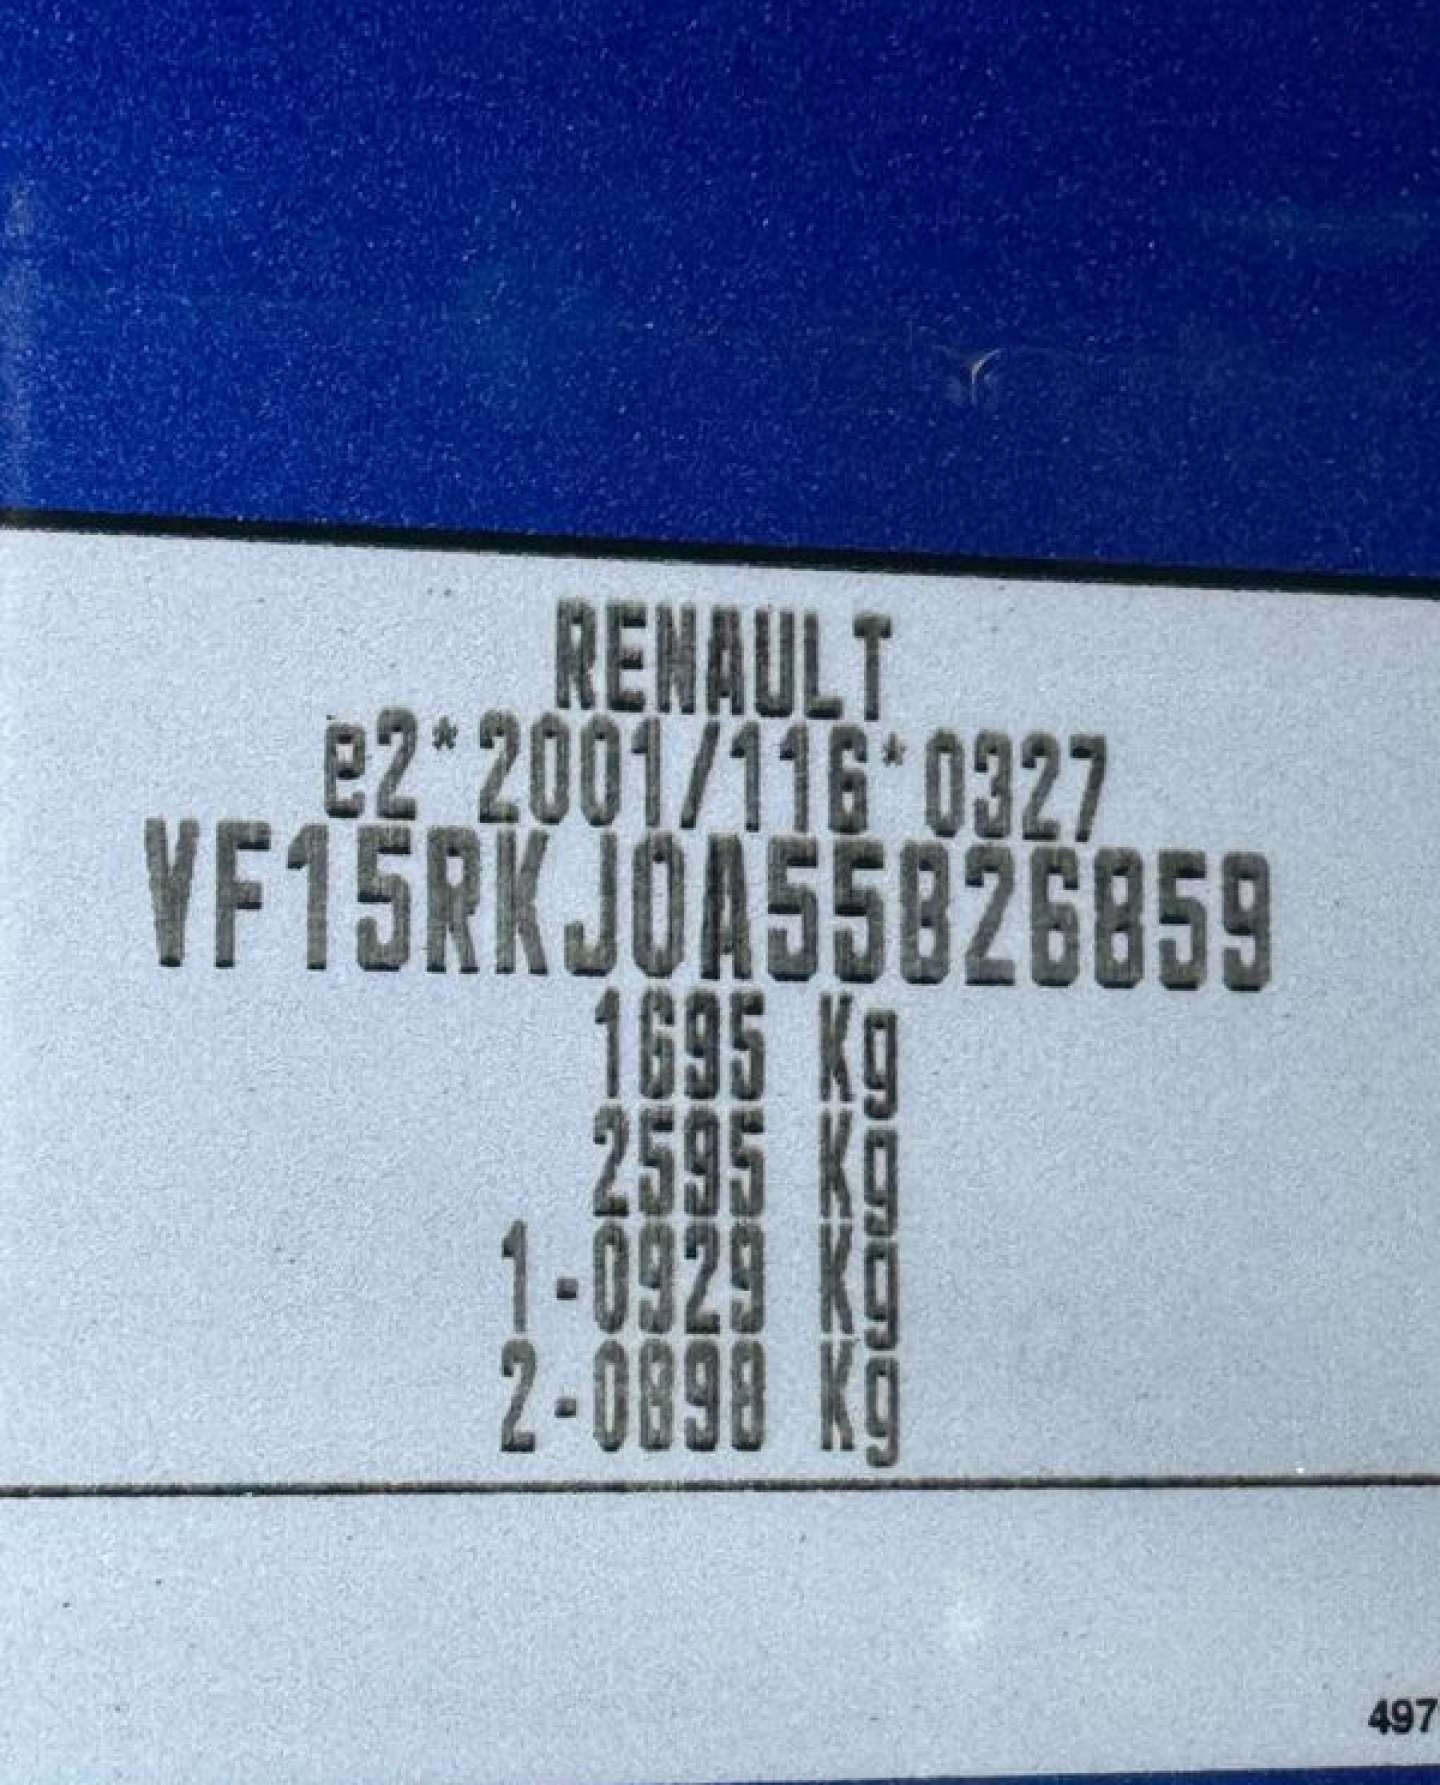 RENAULT
e2*2001/116*0327
VF15RKJ0A55826859
1695 Kg
2595 Kg
1-0929 Kg
2-0898 Kg
497